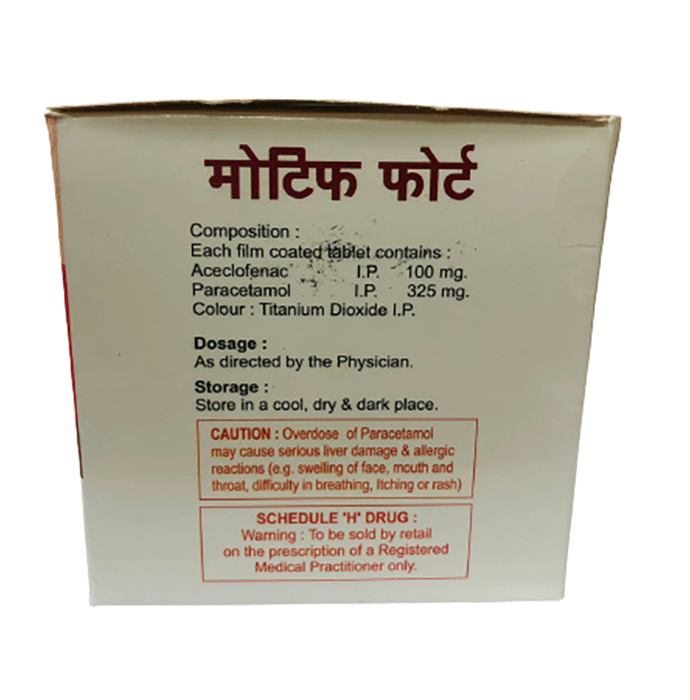 मोटिफ फोर्ट
Composition :
Each film coated tablet contains :
Aceclofenac I.P. 100 mg.
Paracetamol I.P. 325 mg.
Colour : Titanium Dioxide I.P.
Dosage :
As directed by the Physician.
Storage :
Store in a cool, dry & dark place.
CAUTION : Overdose of Paracetamol
may cause serious liver damage & allergic
reactions (e.g. swelling of face, mouth and
throat, difficulty in breathing, Itching or rash)
SCHEDULE 'H' DRUG :
Warning : To be sold by retail
on the prescription of a Registered
Medical Practitioner only.